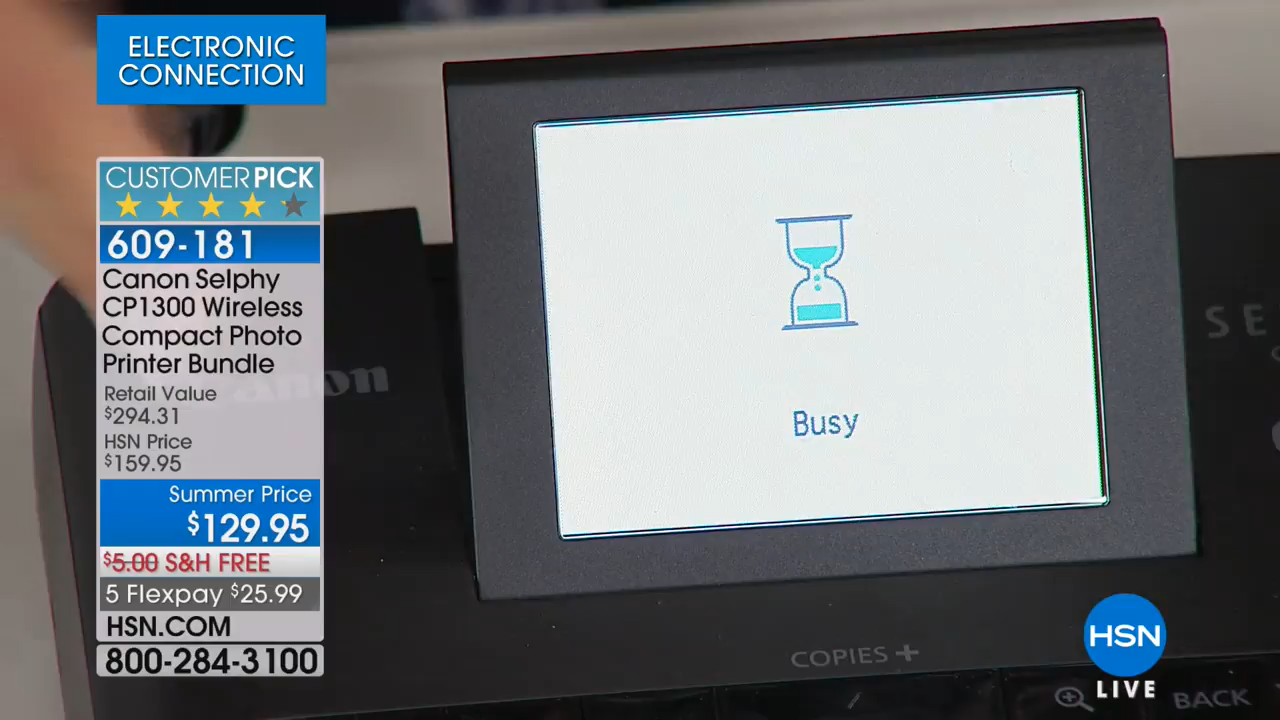 ELECTRONIC
CONNECTION
CUSTOMERPICK
609-181
Canon Selphy
CP1300 Wireless
Compact Photo
Printer Bundle
Retail Value
$294.31
HSN Price
$159.95
Summer Price
$129.95
$5.00 S&H FREE
5 Flexpay $25.99
HSN.COM
800-284-3100
Canon
Busy
SE
COPIES +
BACK
HSN
LIVE